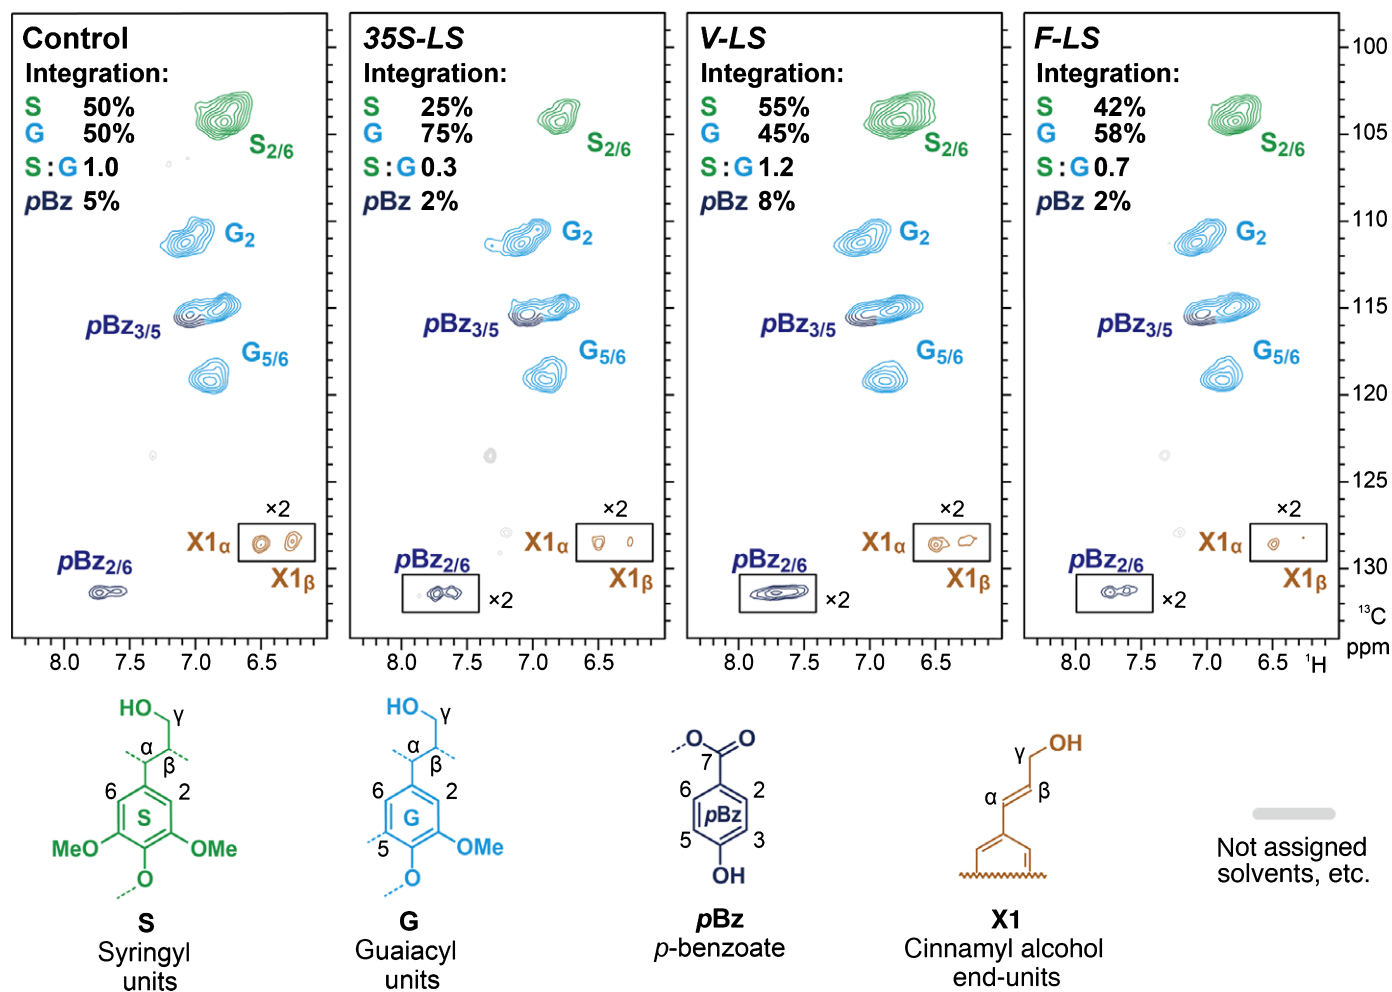 Control
Integration:
S 50%
G 50%
S : G 1.0
pBz 5%
S2/6
G2
pBz3/5
G5/6
×2
X1α
X1β
pBz2/6
8.0 7.5 7.0 6.5
35S-LS
Integration:
S 25%
G 75%
S : G 0.3
pBz 2%
S2/6
G2
pBz3/5
G5/6
×2
X1α
X1β
pBz2/6
×2
8.0 7.5 7.0 6.5
V-LS
Integration:
S 55%
G 45%
S : G 1.2
pBz 8%
S2/6
G2
pBz3/5
G5/6
×2
X1α
X1β
pBz2/6
×2
8.0 7.5 7.0 6.5
F-LS
Integration:
S 42%
G 58%
S : G 0.7
pBz 2%
S2/6
G2
pBz3/5
G5/6
×2
X1α
X1β
pBz2/6
×2
8.0 7.5 7.0 6.5 1H
100
105
110
115
120
125
130
13C
ppm
HO γ
α
β
6 2
S
MeO OMe
O
S
Syringyl
units
HO γ
α
β
6 2
G
5 OMe
O
G
Guaiacyl
units
O O
7
6 2
pBz
5 3
OH
pBz
p-benzoate
γ OH
α β
X1
Cinnamyl alcohol
end-units
Not assigned
solvents, etc.